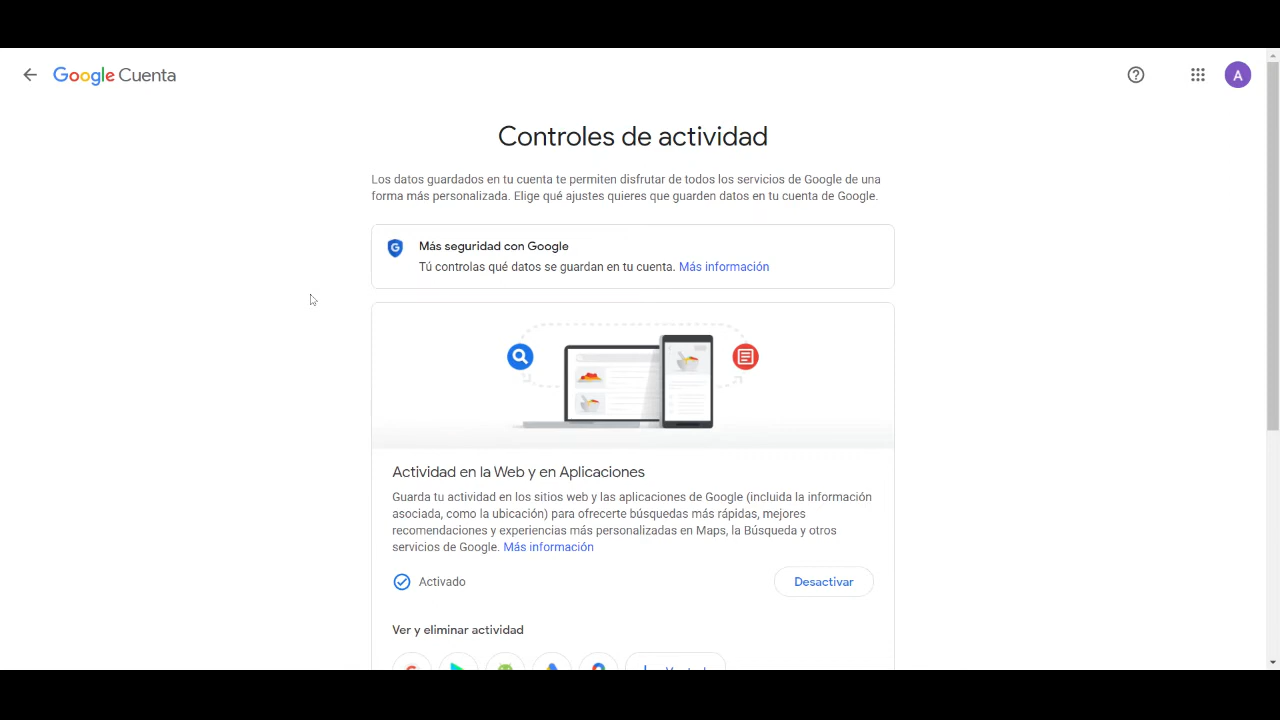 Google Cuenta
A
Controles de actividad
Los datos guardados en tu cuenta te permiten disfrutar de todos los servicios de Google de una
forma más personalizada. Elige qué ajustes quieres que guarden datos en tu cuenta de Google.
G
Más seguridad con Google
Tú controlas qué datos se guardan en tu cuenta. Más información
Actividad en la Web y en Aplicaciones
Guarda tu actividad en los sitios web y las aplicaciones de Google (incluida la información
asociada, como la ubicación) para ofrecerte búsquedas más rápidas, mejores
recomendaciones y experiencias más personalizadas en Maps, la Búsqueda y otros
servicios de Google. Más información
Activado
Desactivar
Ver y eliminar actividad